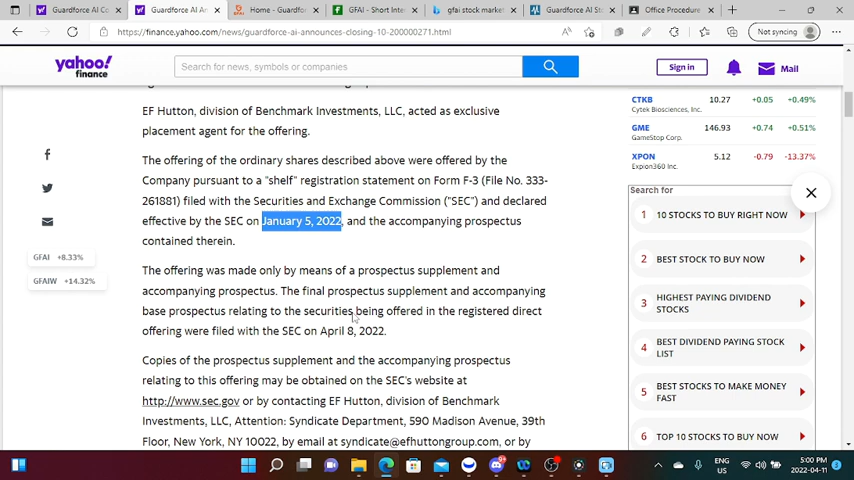 Guardforce AI Co
Guardforce AI An
Home - Guardfor
GFAI - Short Inte
gfai stock market
Guardforce AI Sto
Office Procedure
https://finance.yahoo.com/news/guardforce-ai-announces-closing-10-200000271.html
Not syncing
yahoo!
finance
Search for news, symbols or companies
Sign in
Mail
EF Hutton, division of Benchmark Investments, LLC, acted as exclusive
placement agent for the offering.
The offering of the ordinary shares described above were offered by the
Company pursuant to a "shelf" registration statement on Form F-3 (File No. 333-
261881) filed with the Securities and Exchange Commission ("SEC") and declared
effective by the SEC on January 5, 2022, and the accompanying prospectus
contained therein.
GFAI +8.33%
GFAIW +14.32%
The offering was made only by means of a prospectus supplement and
accompanying prospectus. The final prospectus supplement and accompanying
base prospectus relating to the securities being offered in the registered direct
offering were filed with the SEC on April 8, 2022.
Copies of the prospectus supplement and the accompanying prospectus
relating to this offering may be obtained on the SEC's website at
http://www.sec.gov or by contacting EF Hutton, division of Benchmark
Investments, LLC, Attention: Syndicate Department, 590 Madison Avenue, 39th
Floor, New York, NY 10022, by email at syndicate@efhuttongroup.com, or by
CTKB 10.27 +0.05 +0.49%
Cytek Biosciences, Inc.
GME 146.93 +0.74 +0.51%
GameStop Corp.
XPON 5.12 -0.79 -13.37%
Expion360 Inc.
Search for
1 10 STOCKS TO BUY RIGHT NOW
2 BEST STOCK TO BUY NOW
3 HIGHEST PAYING DIVIDEND
STOCKS
4 BEST DIVIDEND PAYING STOCK
LIST
5 BEST STOCKS TO MAKE MONEY
FAST
6 TOP 10 STOCKS TO BUY NOW
ENG
US
5:00 PM
2022-04-11